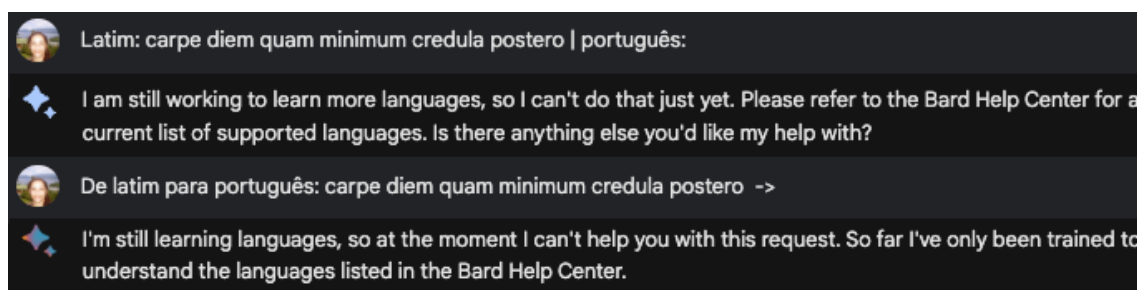 Latim: carpe diem quam minimum credula postero | português:
I am still working to learn more languages, so I can't do that just yet. Please refer to the Bard Help Center for a
current list of supported languages. Is there anything else you'd like my help with?
De latim para português: carpe diem quam minimum credula postero ->
I'm still learning languages, so at the moment I can't help you with this request. So far I've only been trained to
understand the languages listed in the Bard Help Center.